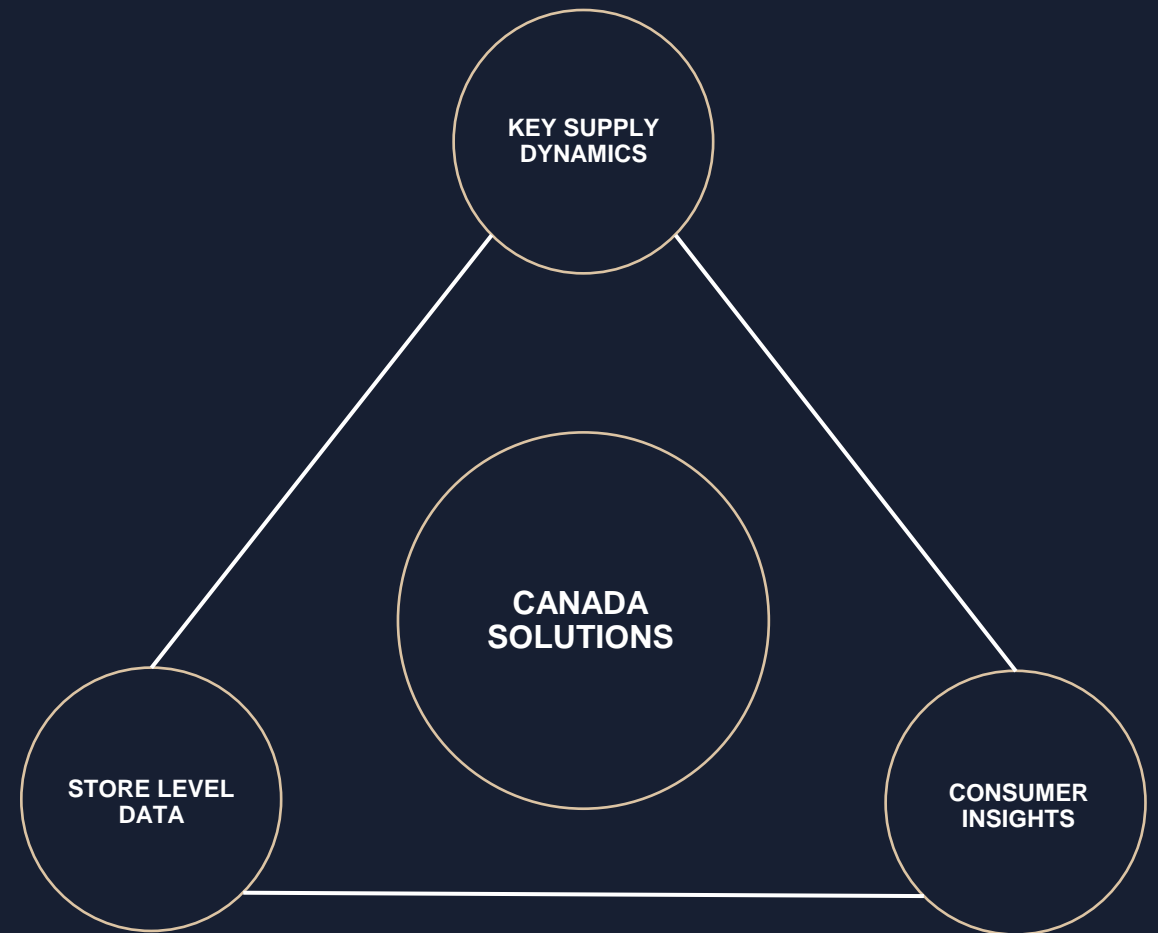 KEY SUPPLY
DYNAMICS
CANADA
SOLUTIONS
STORE LEVEL
DATA
CONSUMER
INSIGHTS